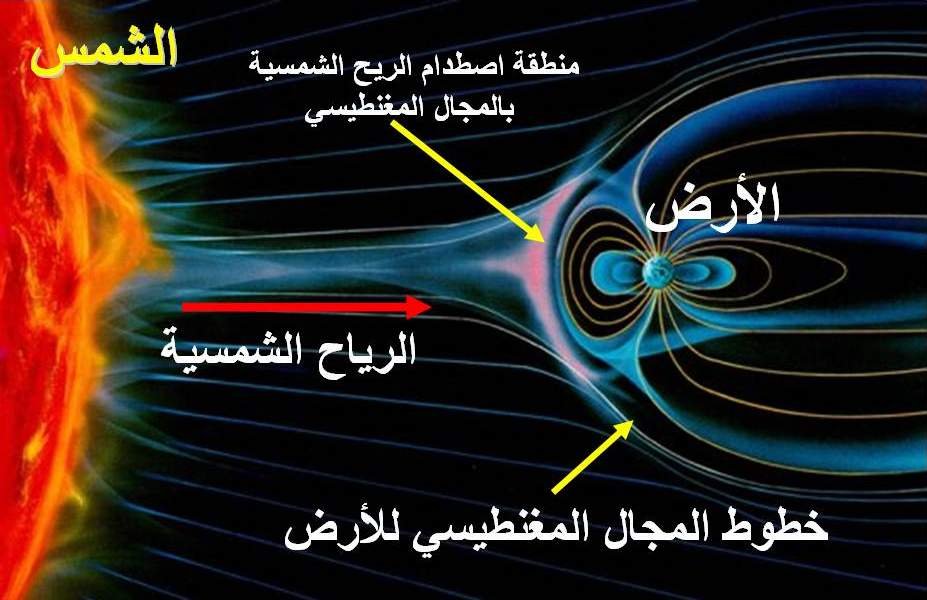 الشمس
منطقة اصطدام الريح الشمسية
بالمجال المغنطيسي
الأرض
الرياح الشمسية
خطوط المجال المغنطيسي للأرض